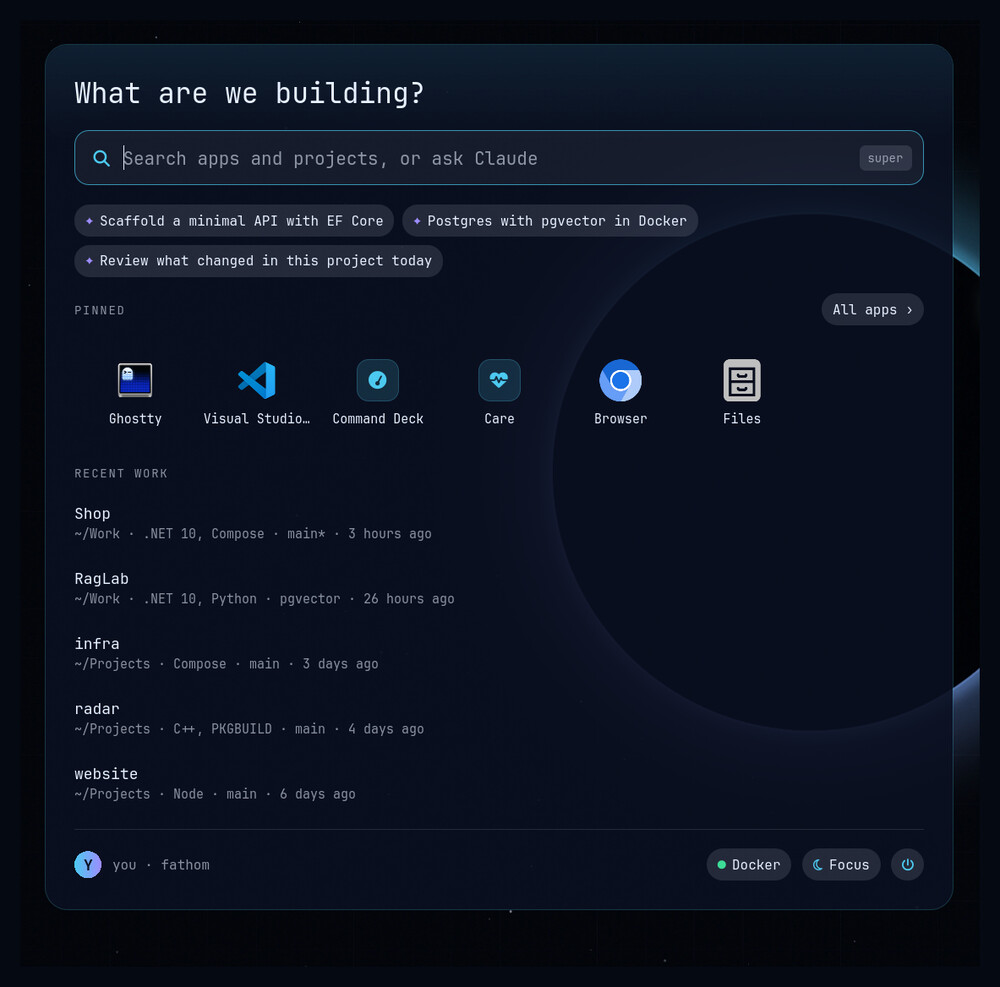 What are we building?
Search apps and projects, or ask Claude
super
Scaffold a minimal API with EF Core
Postgres with pgvector in Docker
Review what changed in this project today
PINNED
All apps ›
Ghostty
Visual Studio…
Command Deck
Care
Browser
Files
RECENT WORK
Shop
~/Work · .NET 10, Compose · main* · 3 hours ago
RagLab
~/Work · .NET 10, Python · pgvector · 26 hours ago
infra
~/Projects · Compose · main · 3 days ago
radar
~/Projects · C++, PKGBUILD · main · 4 days ago
website
~/Projects · Node · main · 6 days ago
Y
you · fathom
Docker
Focus